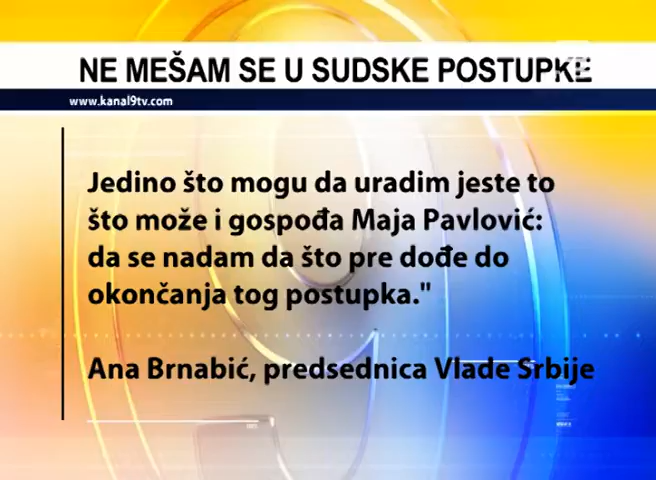 NE MEŠAM SE U SUDSKE POSTUPKE
www.kanal9tv.com
Jedino što mogu da uradim jeste to
što može i gospođa Maja Pavlović:
da se nadam da što pre dođe do
okončanja tog postupka."
Ana Brnabić, predsednica Vlade Srbije